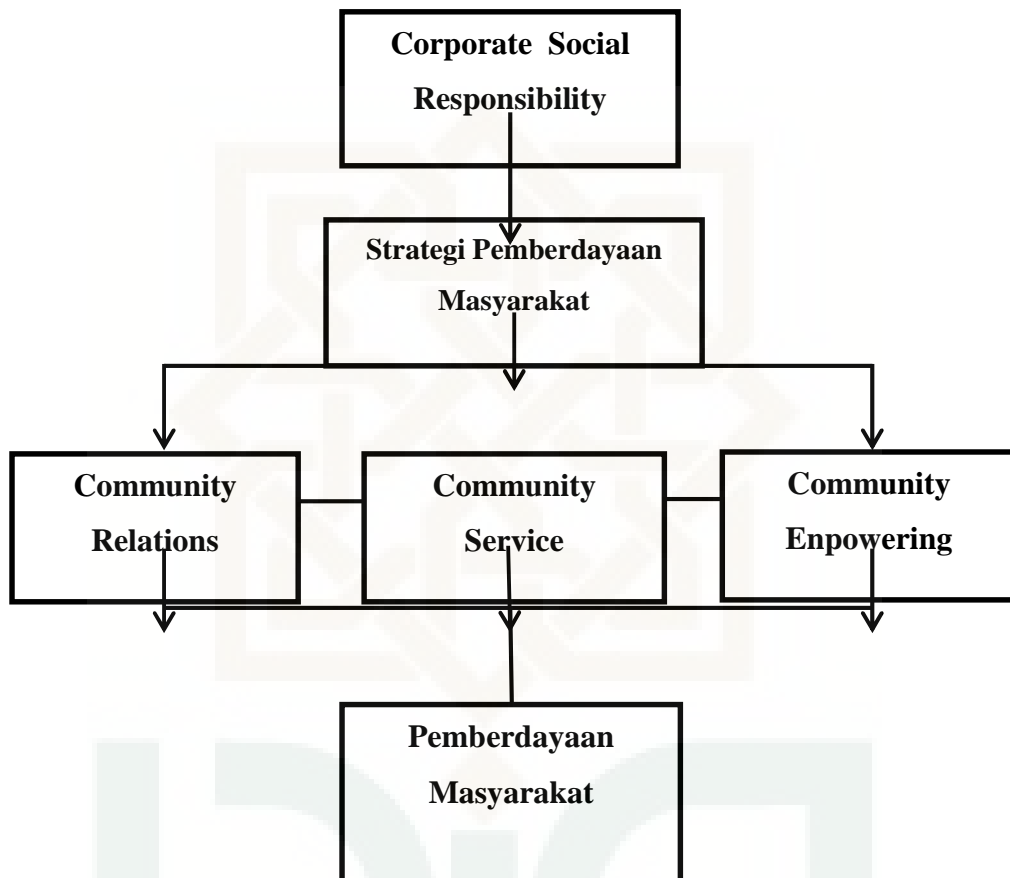 Corporate Social
Responsibility
Strategi Pemberdayaan
Masyarakat
Community
Relations
Community
Service
Community
Enpowering
Pemberdayaan
Masyarakat